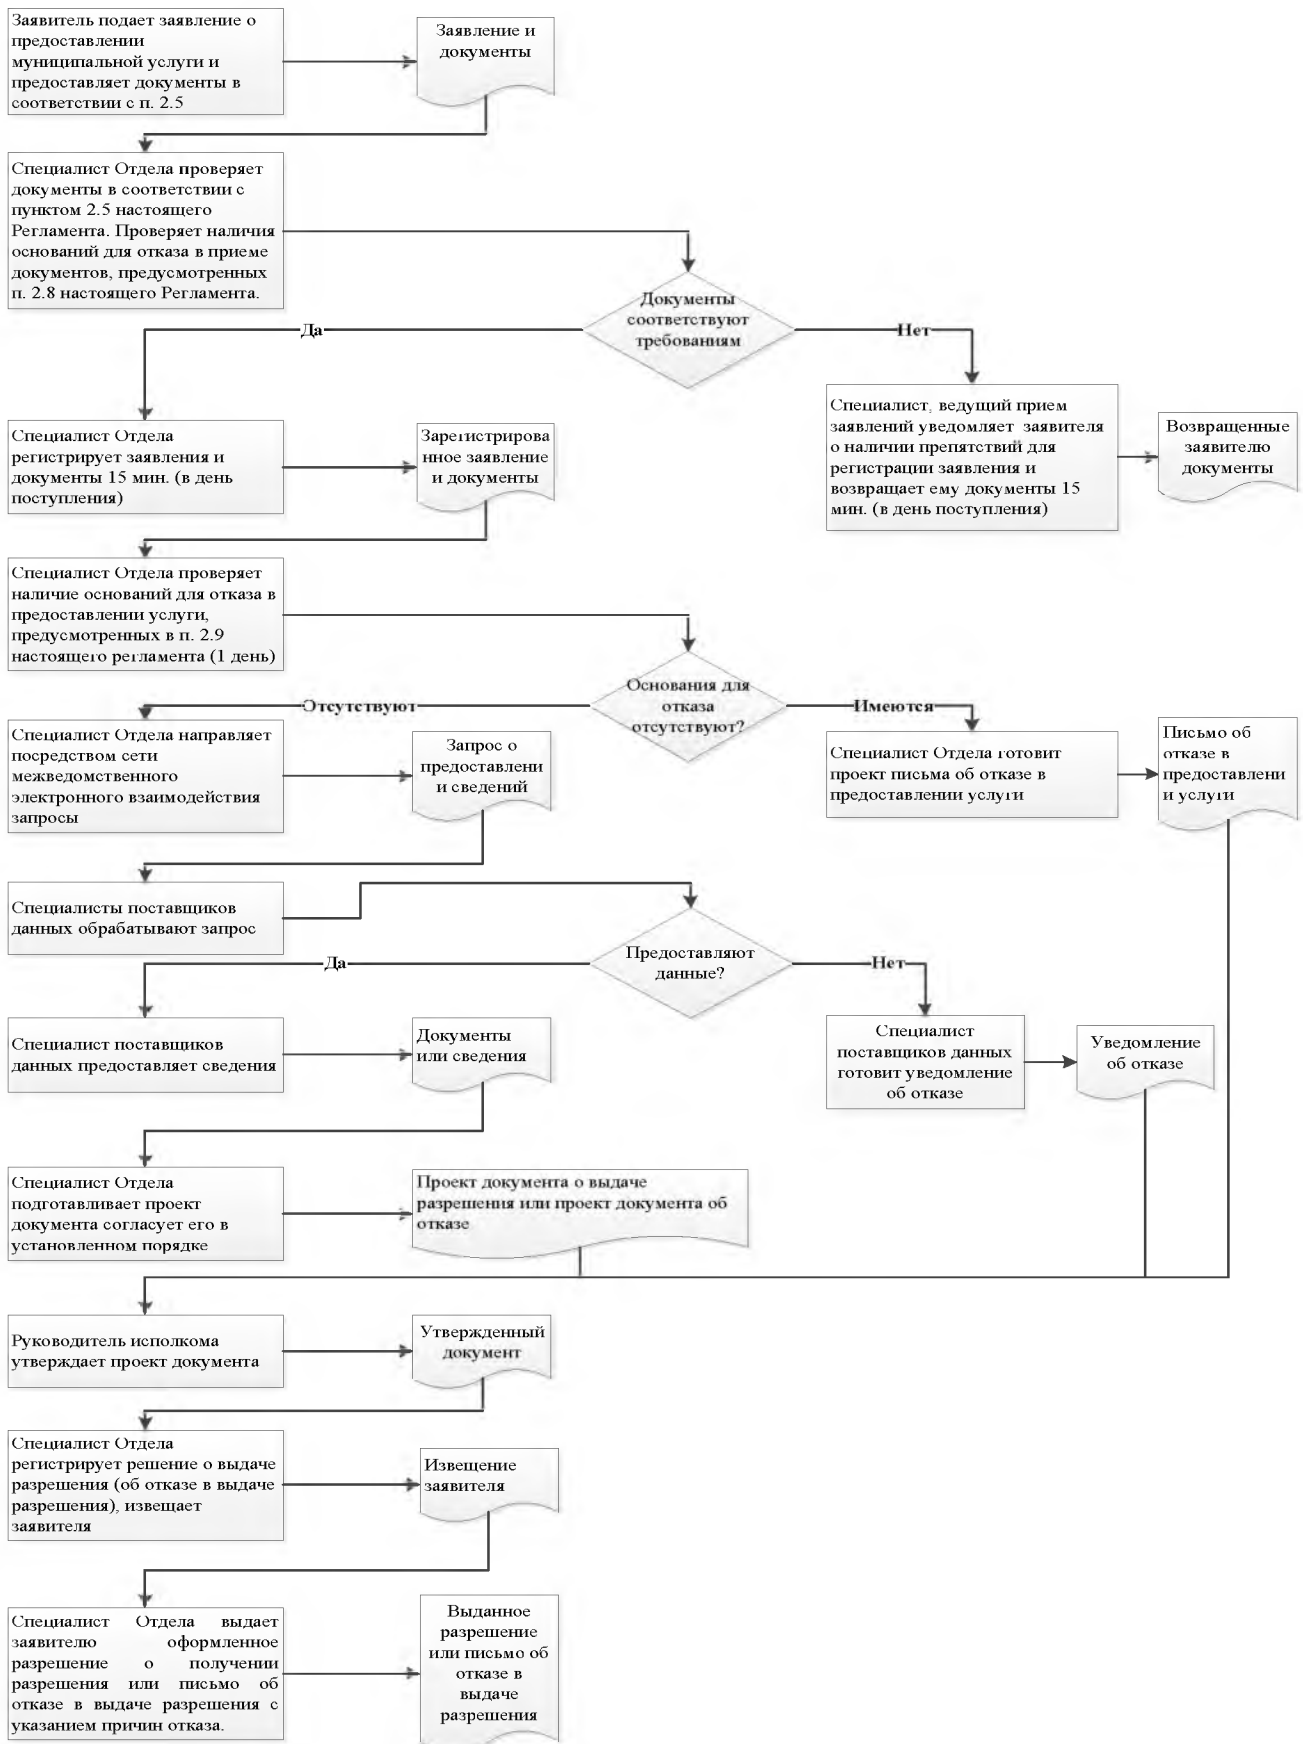 Заявитель подает заявление о
предоставлении
муниципальной услуги и
предоставляет документы в
соответствии с п. 2.5
Заявление и
документы
Специалист Отдела проверяет
документы в соответствии с
пунктом 2.5 настоящего
Регламента. Проверяет наличия
оснований для отказа в приеме
документов, предусмотренных
п. 2.8 настоящего Регламента.
Документы
соответствуют
требованиям
Да
Нет
Специалист Отдела
регистрирует заявления и
документы 15 мин. (в день
поступления)
Зарегистрирова
нное заявление
и документы
Специалист, ведущий прием
заявлений уведомляет заявителя
о наличии препятствий для
регистрации заявления и
возвращает ему документы 15
мин. (в день поступления)
Возвращенные
заявителю
документы
Специалист Отдела проверяет
наличие оснований для отказа в
предоставлении услуги,
предусмотренных в п. 2.9
настоящего регламента (1 день)
Основания для
отказа
отсутствуют?
Отсутствуют
Имеются
Специалист Отдела направляет
посредством сети
межведомственного
электронного взаимодействия
запросы
Запрос о
предоставлени
и сведений
Специалист Отдела готовит
проект письма об отказе в
предоставлении услуги
Письмо об
отказе в
предоставлени
и услуги
Специалисты поставщиков
данных обрабатывают запрос
Предоставляют
данные?
Да
Нет
Специалист поставщиков
данных предоставляет сведения
Документы
или сведения
Специалист
поставщиков данных
готовит уведомление
об отказе
Уведомление
об отказе
Специалист Отдела
подготавливает проект
документа согласует его в
установленном порядке
Проект документа о выдаче
разрешения или проект документа об
отказе
Руководитель исполкома
утверждает проект документа
Утвержденный
документ
Специалист Отдела
регистрирует решение о выдаче
разрешения (об отказе в выдаче
разрешения), извещает
заявителя
Извещение
заявителя
Специалист Отдела выдает
заявителю оформленное
разрешение о получении
разрешения или письмо об
отказе в выдаче разрешения с
указанием причин отказа.
Выданное
разрешение
или письмо об
отказе в
выдаче
разрешения